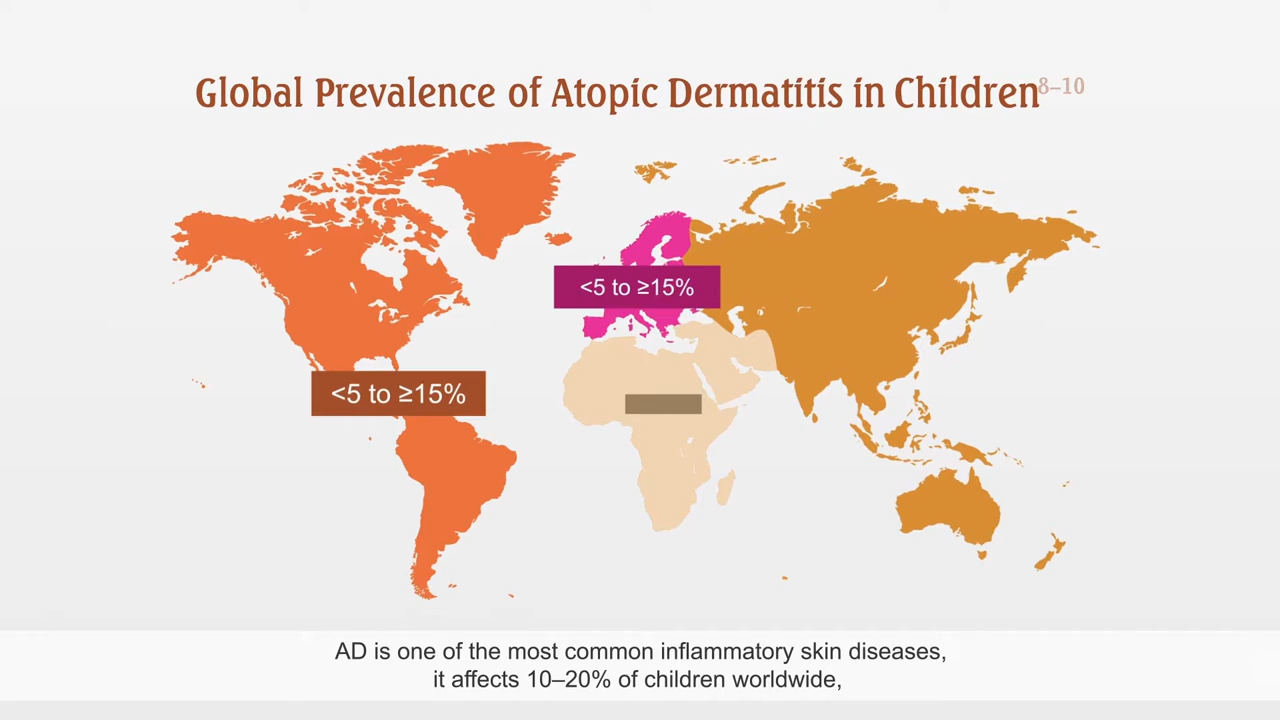 Global Prevalence of Atopic Dermatitis in Children8–10
<5 to ≥15%
<5 to ≥15%
AD is one of the most common inflammatory skin diseases,
it affects 10–20% of children worldwide,